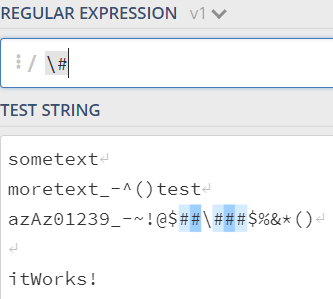 REGULAR EXPRESSION v1
/ \#
TEST STRING
sometext↵
moretext_-^()test↵
azAz01239_-~!@$##\###$%&*()↵
↵
itWorks!